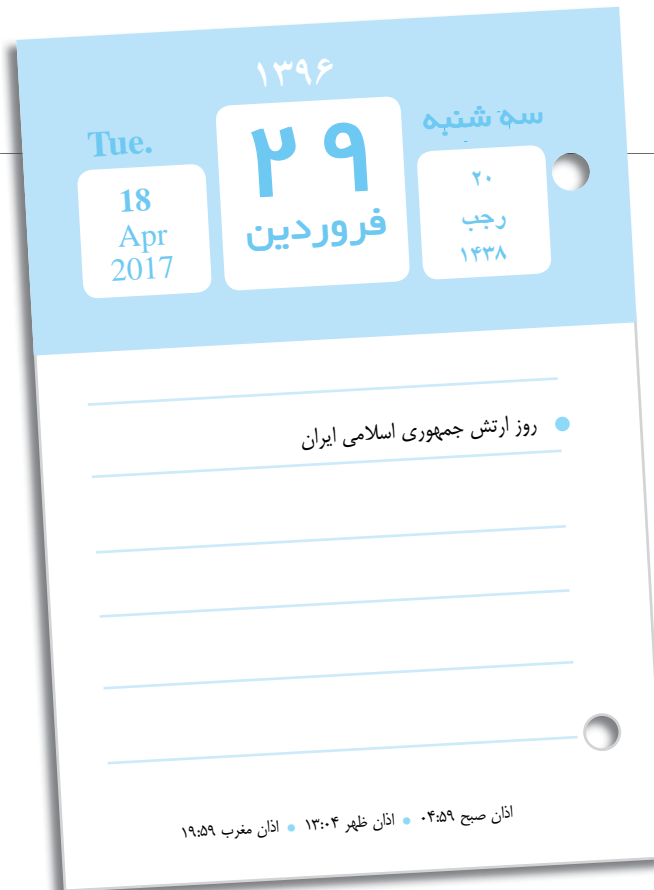 ۱۳۹۶
سه شنبه
۲۰
رجب
۱۴۳۸
۲۹
فروردین
Tue.
18
Apr
2017
روز ارتش جمهوری اسلامی ایران
اذان صبح ۰۴:۵۹ • اذان ظهر ۱۳:۰۴ • اذان مغرب ۱۹:۵۹